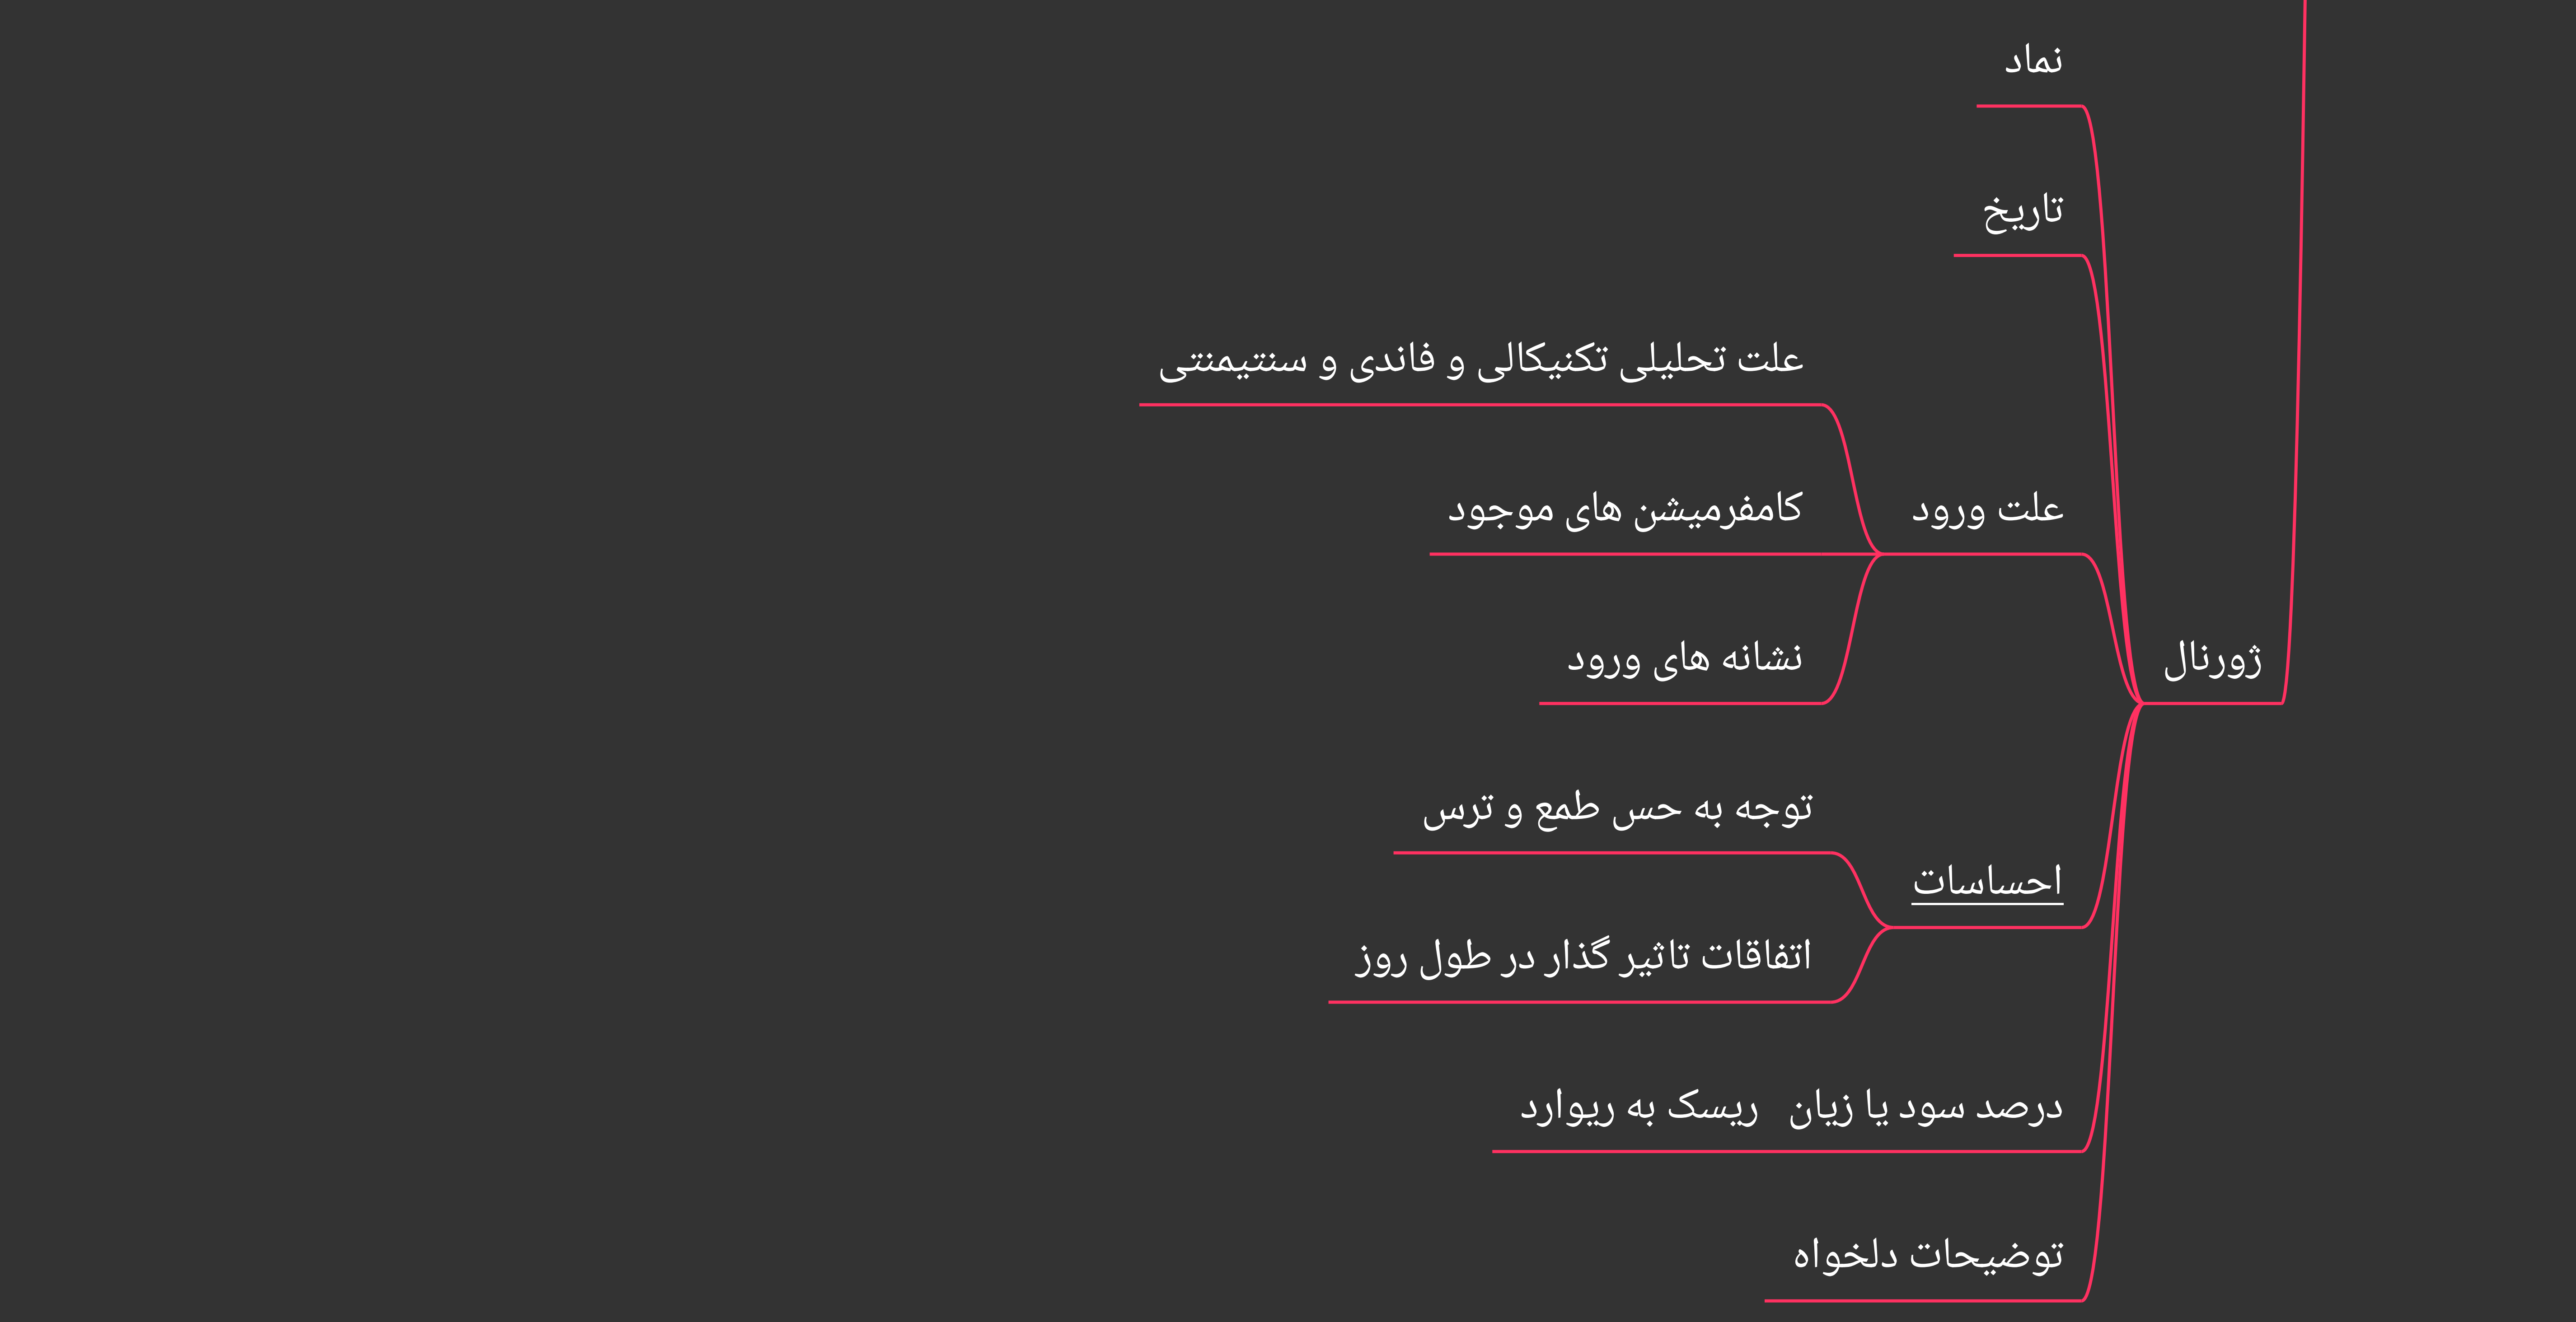 نماد
تاریخ
علت تحلیلی تکنیکالی و فاندی و سنتیمنتی
کامفرمیشن های موجود
علت ورود
نشانه های ورود
ژورنال
توجه به حس طمع و ترس
احساسات
اتفاقات تاثیر گذار در طول روز
درصد سود یا زیان   ریسک به ریوارد
توضیحات دلخواه